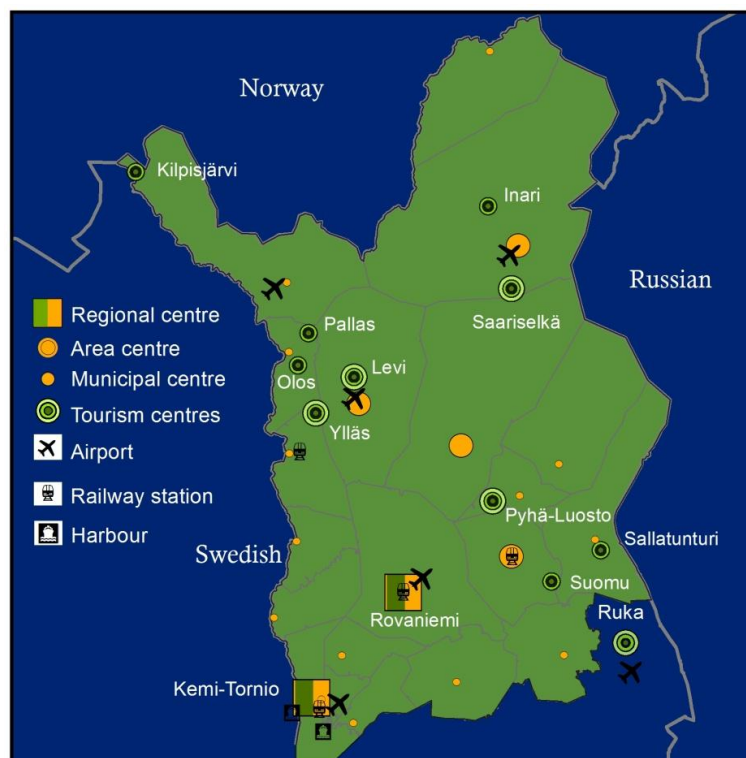 Norway
Kilpisjärvi
Inari
Russian
Saariselkä
Pallas
Levi
Olos
Ylläs
Regional centre
Area centre
Municipal centre
Tourism centres
Airport
Railway station
Harbour
Pyhä-Luosto
Sallatunturi
Swedish
Suomu
Ruka
Rovaniemi
Kemi-Tornio